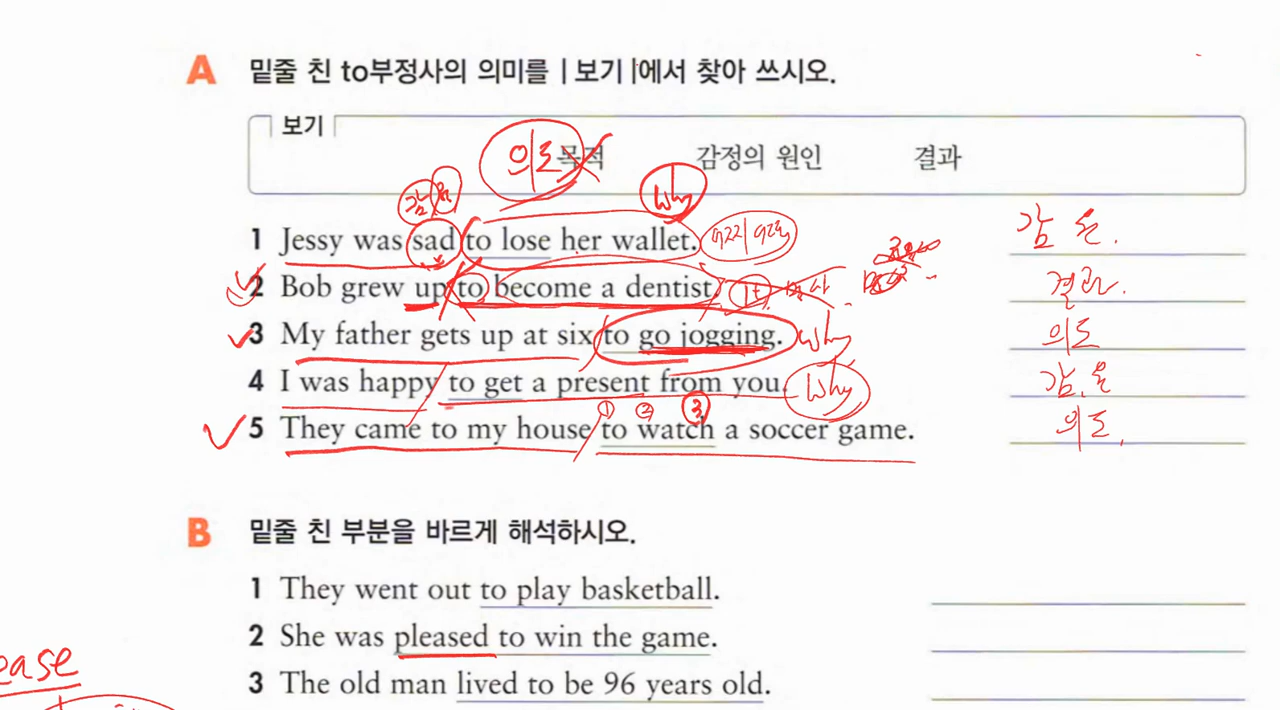 A 밑줄 친 to부정사의 의미를 | 보기 |에서 찾아 쓰시오.
보기
의도 목적 감정의 원인 결과
감 원 Why
1 Jessy was sad to lose her wallet. 감 원.
2 Bob grew up to become a dentist. 결과.
3 My father gets up at six to go jogging. Why 의도
4 I was happy to get a present from you. Why 감.원
① ② ③
5 They came to my house to watch a soccer game. 의도.
B 밑줄 친 부분을 바르게 해석하시오.
1 They went out to play basketball.
2 She was pleased to win the game.
3 The old man lived to be 96 years old.
ease